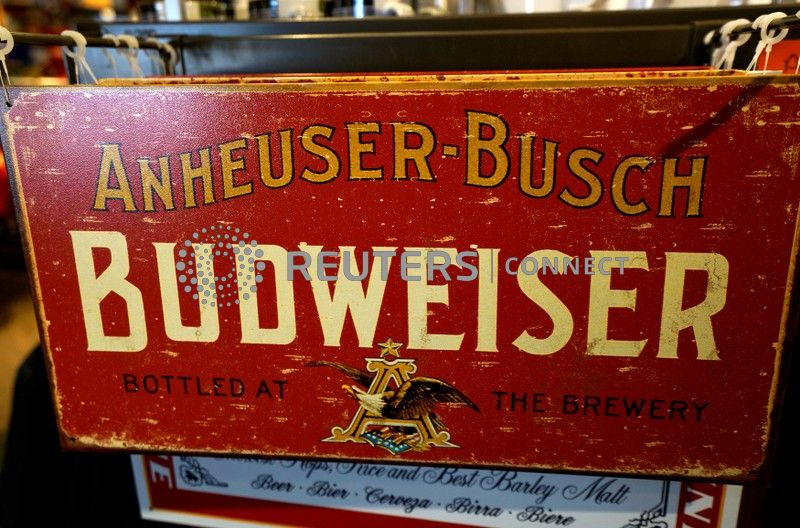 ANHEUSER-BUSCH
BUDWEISER
REUTERS CONNECT
BOTTLED AT THE BREWERY
Hops, Rice and Best Barley Malt
Beer · Bier · Cerveza · Birra · Biere